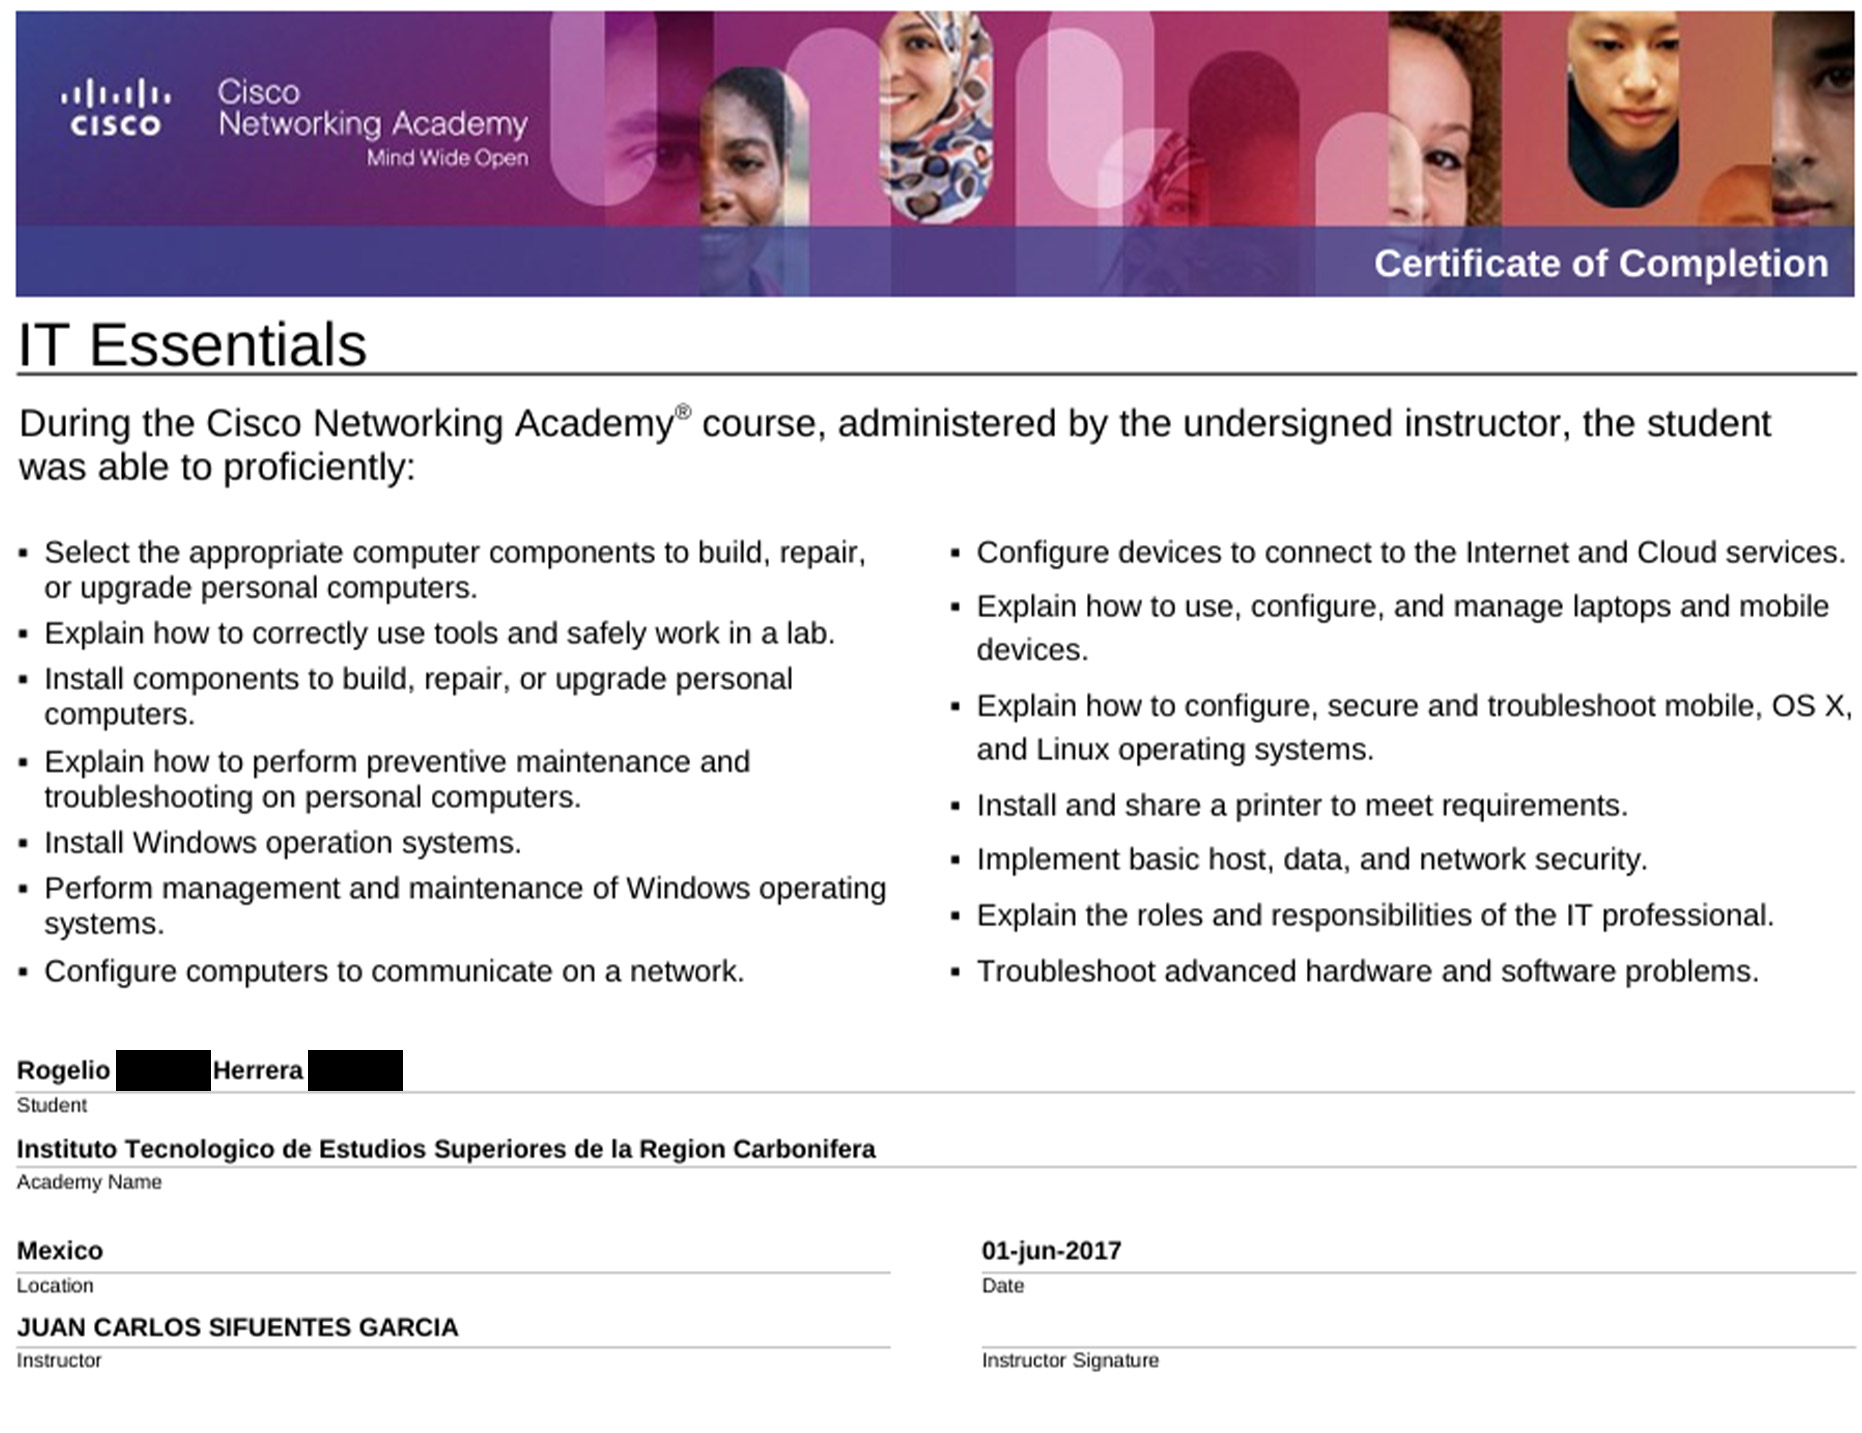 CISCO
Cisco
Networking Academy
Mind Wide Open
Certificate of Completion
IT Essentials
During the Cisco Networking Academy® course, administered by the undersigned instructor, the student
was able to proficiently:
▪ Select the appropriate computer components to build, repair,
or upgrade personal computers.
▪ Explain how to correctly use tools and safely work in a lab.
▪ Install components to build, repair, or upgrade personal
computers.
▪ Explain how to perform preventive maintenance and
troubleshooting on personal computers.
▪ Install Windows operation systems.
▪ Perform management and maintenance of Windows operating
systems.
▪ Configure computers to communicate on a network.
▪ Configure devices to connect to the Internet and Cloud services.
▪ Explain how to use, configure, and manage laptops and mobile
devices.
▪ Explain how to configure, secure and troubleshoot mobile, OS X,
and Linux operating systems.
▪ Install and share a printer to meet requirements.
▪ Implement basic host, data, and network security.
▪ Explain the roles and responsibilities of the IT professional.
▪ Troubleshoot advanced hardware and software problems.
Rogelio Herrera
Student
Instituto Tecnologico de Estudios Superiores de la Region Carbonifera
Academy Name
Mexico
Location
01-jun-2017
Date
JUAN CARLOS SIFUENTES GARCIA
Instructor
Instructor Signature